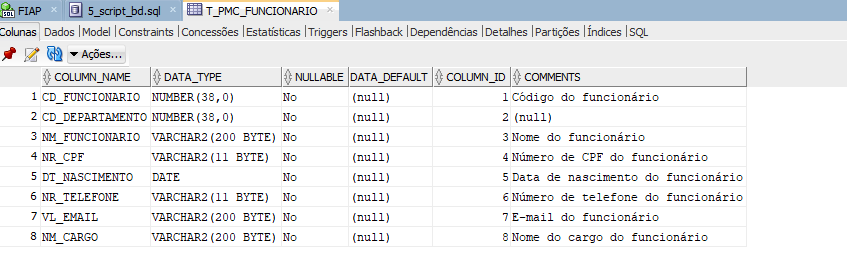 FIAP 5_script_bd.sql T_PMC_FUNCIONARIO
Colunas Dados Model Constraints Concessões Estatísticas Triggers Flashback Dependências Detalhes Partições Índices SQL
Ações...
COLUMN_NAME DATA_TYPE NULLABLE DATA_DEFAULT COLUMN_ID COMMENTS
1 CD_FUNCIONARIO NUMBER(38,0) No (null) 1 Código do funcionário
2 CD_DEPARTAMENTO NUMBER(38,0) No (null) 2 (null)
3 NM_FUNCIONARIO VARCHAR2(200 BYTE) No (null) 3 Nome do funcionário
4 NR_CPF VARCHAR2(11 BYTE) No (null) 4 Número de CPF do funcionário
5 DT_NASCIMENTO DATE No (null) 5 Data de nascimento do funcionário
6 NR_TELEFONE VARCHAR2(11 BYTE) No (null) 6 Número de telefone do funcionário
7 VL_EMAIL VARCHAR2(200 BYTE) No (null) 7 E-mail do funcionário
8 NM_CARGO VARCHAR2(200 BYTE) No (null) 8 Nome do cargo do funcionário